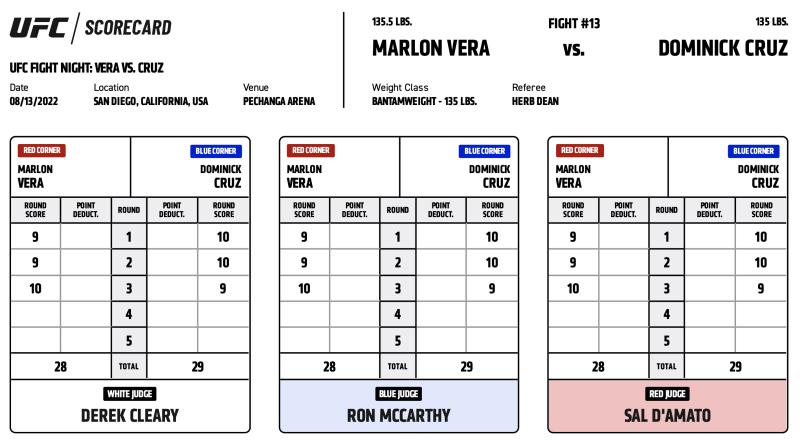 UFC / SCORECARD
UFC FIGHT NIGHT: VERA VS. CRUZ
Date Location Venue
08/13/2022 SAN DIEGO, CALIFORNIA, USA PECHANGA ARENA
135.5 LBS. FIGHT #13 135 LBS.
MARLON VERA VS. DOMINICK CRUZ
Weight Class Referee
BANTAMWEIGHT - 135 LBS. HERB DEAN
RED CORNER BLUE CORNER
MARLON DOMINICK
VERA CRUZ
ROUND POINT ROUND POINT ROUND
SCORE DEDUCT. DEDUCT. SCORE
9 1 10
9 2 10
10 3 9
4
5
28 TOTAL 29
WHITE JUDGE
DEREK CLEARY
RED CORNER BLUE CORNER
MARLON DOMINICK
VERA CRUZ
ROUND POINT ROUND POINT ROUND
SCORE DEDUCT. DEDUCT. SCORE
9 1 10
9 2 10
10 3 9
4
5
28 TOTAL 29
BLUE JUDGE
RON MCCARTHY
RED CORNER BLUE CORNER
MARLON DOMINICK
VERA CRUZ
ROUND POINT ROUND POINT ROUND
SCORE DEDUCT. DEDUCT. SCORE
9 1 10
9 2 10
10 3 9
4
5
28 TOTAL 29
RED JUDGE
SAL D'AMATO